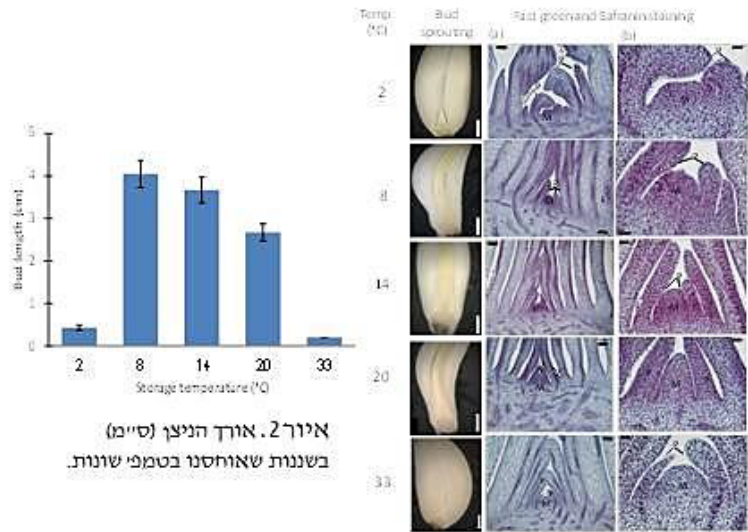 Temp. (°C)
Bud sprouting
Fast green and Safranin staining
(a)
(b)
2
8
14
20
33
M
M
M
M
M
M
M
5
4
3
2
1
0
Bud length (cm)
2 8 14 20 33
Storage temperature (°C)
איור 2. אורך הניצן (ס"מ)
בשננות שאוחסנו בטמפ' שונות.